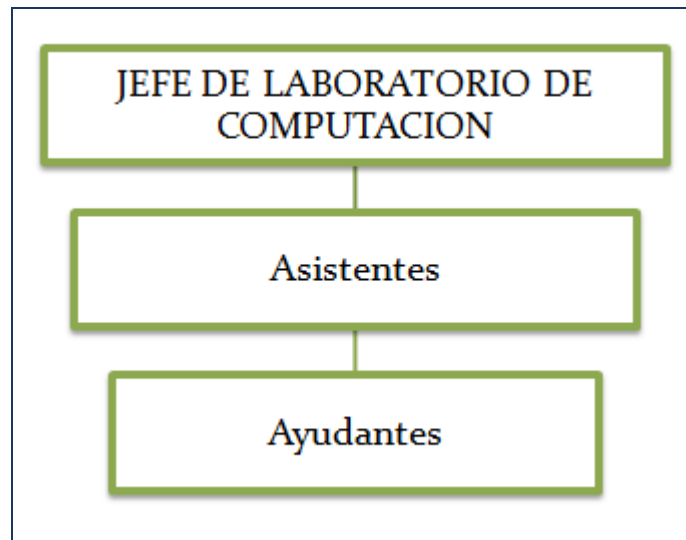 JEFE DE LABORATORIO DE
COMPUTACION
Asistentes
Ayudantes